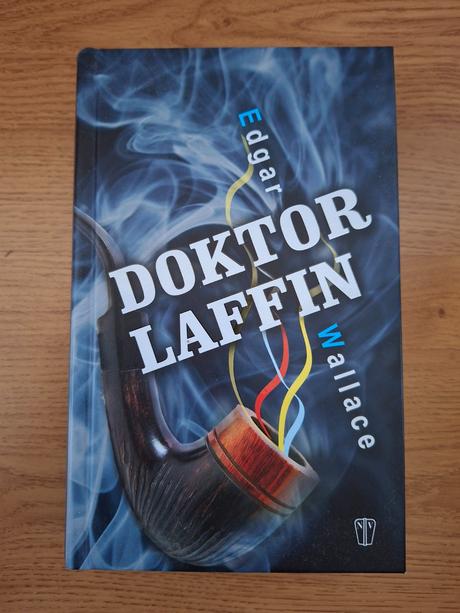 Edgar
DOKTOR
LAFFIN
Wallace
N V